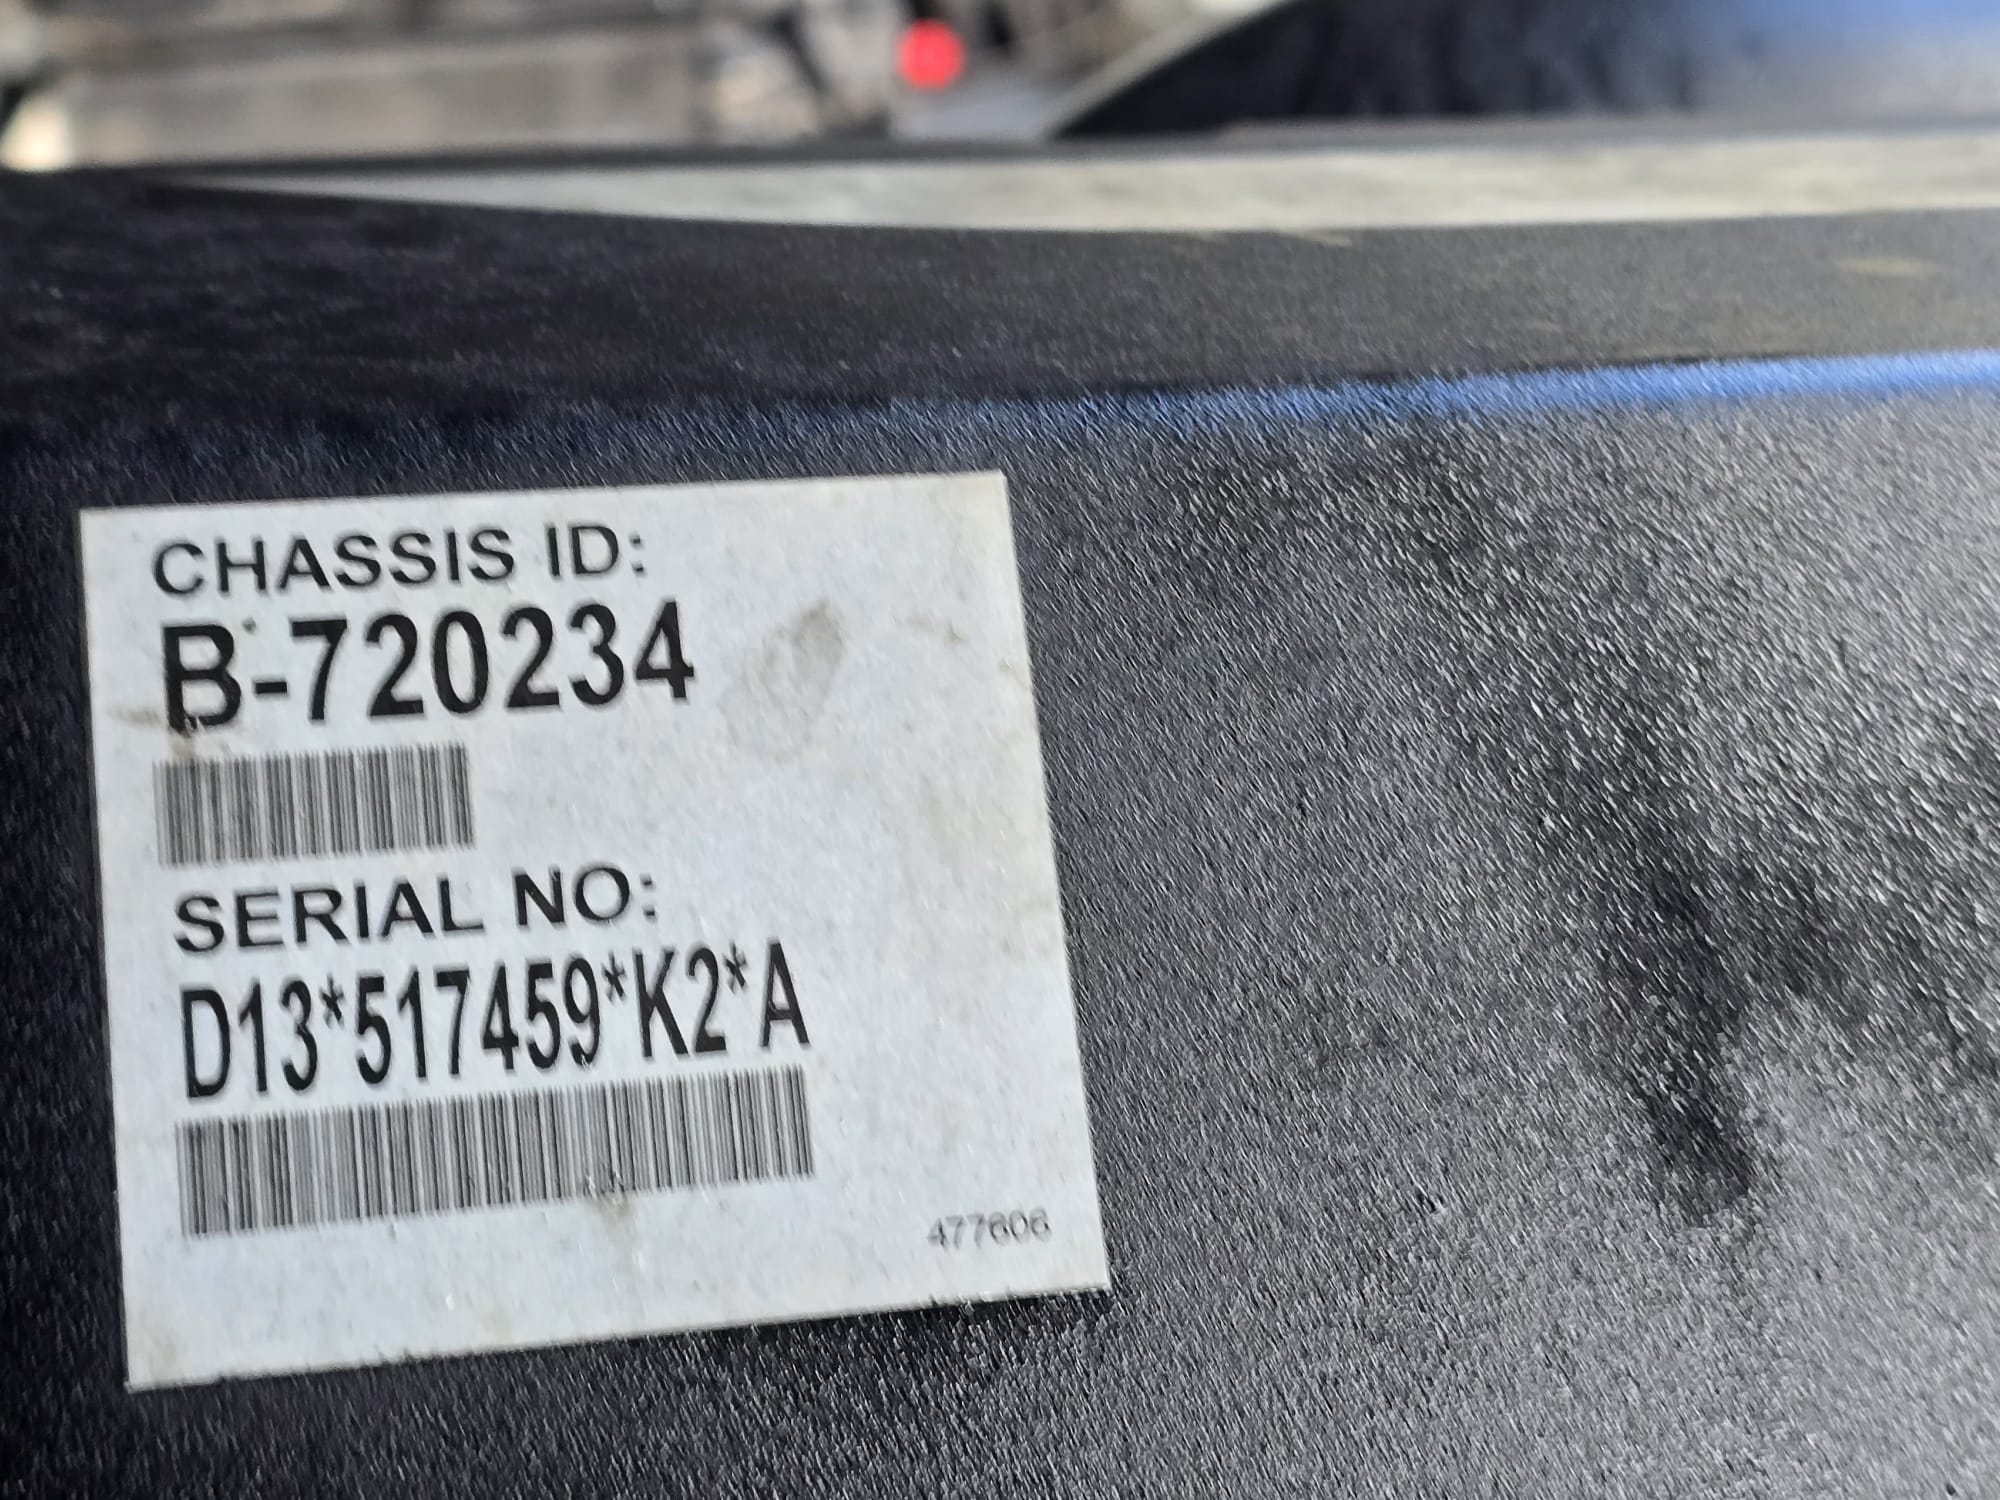 CHASSIS ID:
B-720234
SERIAL NO:
D13*517459*K2*A
477606